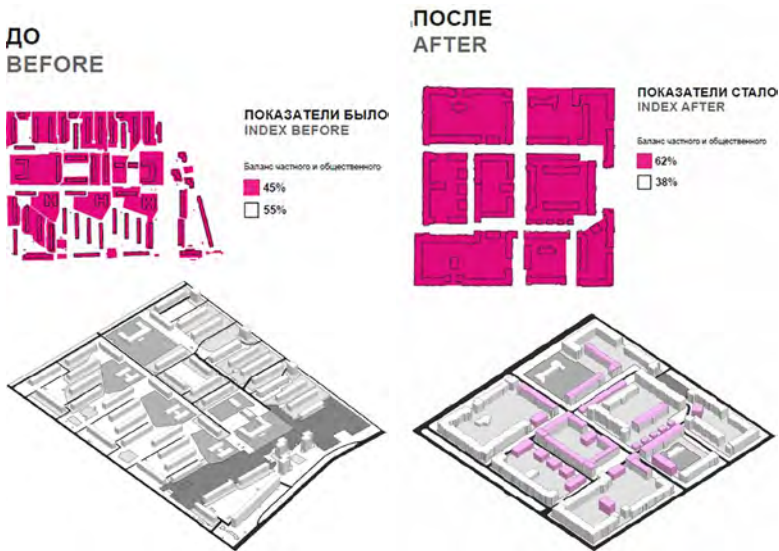 ДО
BEFORE
ПОКАЗАТЕЛИ БЫЛО
INDEX BEFORE
Баланс частного и общественного
45%
55%
ПОСЛЕ
AFTER
ПОКАЗАТЕЛИ СТАЛО
INDEX AFTER
Баланс частного и общественного
62%
38%